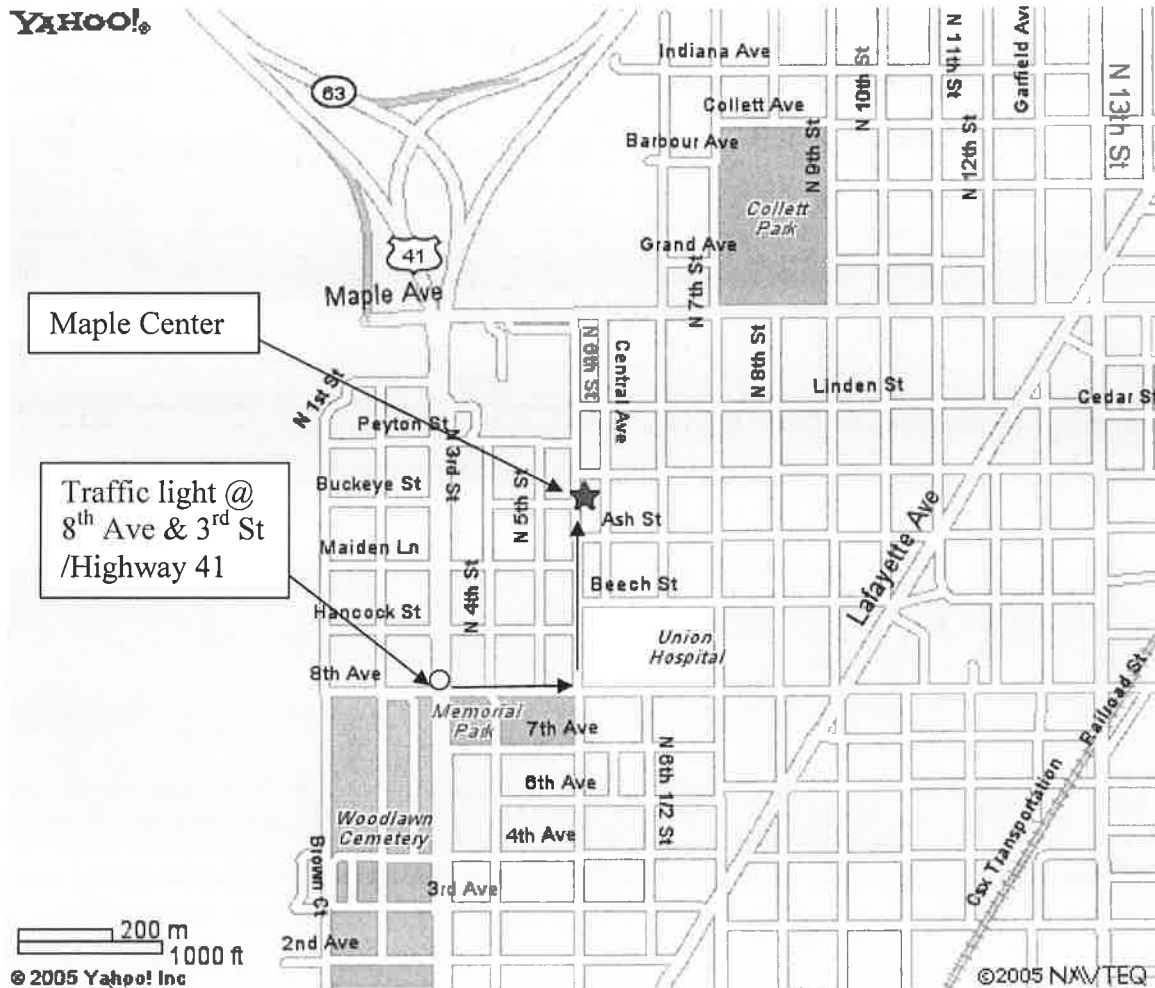 YAHOO!®
63
Indiana Ave
N 10th St
N 11th St
Garfield Ave
N 13th St
Collett Ave
Barbour Ave
N 9th St
N 12th St
Collett
Park
41
Grand Ave
Maple Ave
N 7th St
Maple Center
N 6th St
Central Ave
N 8th St
Linden St
Cedar St
N 1st St
Peyton St
N 3rd St
Traffic light @
8th Ave & 3rd St
/Highway 41
Buckeye St
N 5th St
Ash St
Lafayette Ave
Maiden Ln
N 4th St
Beech St
Hancock St
Union
Hospital
8th Ave
Memorial
Park
7th Ave
Railroad St
6th Ave
N 6th 1/2 St
Woodlawn
Cemetery
4th Ave
Csx Transportation
Brown Ct
3rd Ave
200 m
1000 ft
2nd Ave
© 2005 Yahoo! Inc
©2005 NAVTEQ